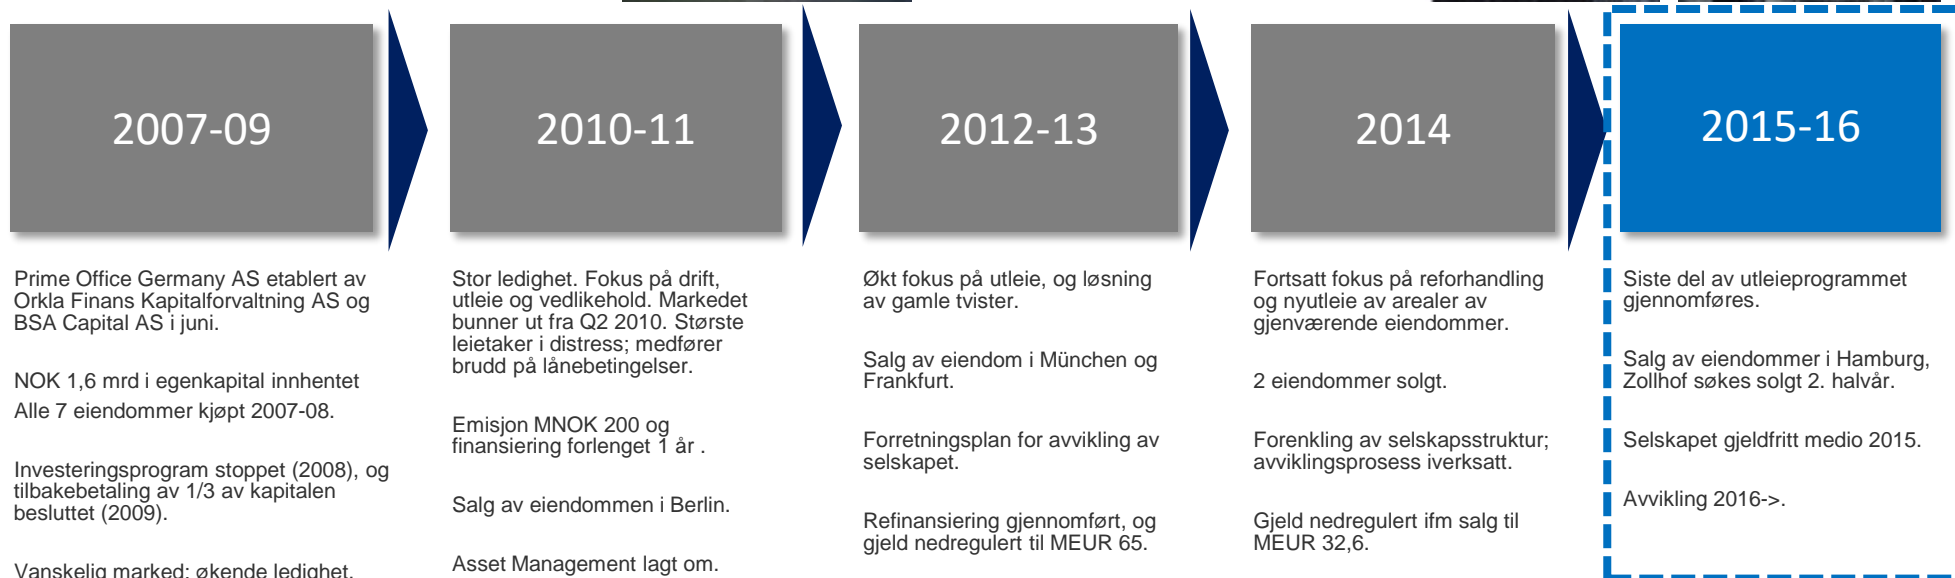 2007-09
Prime Office Germany AS etablert av
Orkla Finans Kapitalforvaltning AS og
BSA Capital AS i juni.
NOK 1,6 mrd i egenkapital innhentet
Alle 7 eiendommer kjøpt 2007-08.
Investeringsprogram stoppet (2008), og
tilbakebetaling av 1/3 av kapitalen
besluttet (2009).
Vanskelig marked; økende ledighet.
2010-11
Stor ledighet. Fokus på drift,
utleie og vedlikehold. Markedet
bunner ut fra Q2 2010. Største
leietaker i distress; medfører
brudd på lånebetingelser.
Emisjon MNOK 200 og
finansiering forlenget 1 år .
Salg av eiendommen i Berlin.
Asset Management lagt om.
2012-13
Økt fokus på utleie, og løsning
av gamle tvister.
Salg av eiendom i München og
Frankfurt.
Forretningsplan for avvikling av
selskapet.
Refinansiering gjennomført, og
gjeld nedregulert til MEUR 65.
2014
Fortsatt fokus på reforhandling
og nyutleie av arealer av
gjenværende eiendommer.
2 eiendommer solgt.
Forenkling av selskapsstruktur;
avviklingsprosess iverksatt.
Gjeld nedregulert ifm salg til
MEUR 32,6.
2015-16
Siste del av utleieprogrammet
gjennomføres.
Salg av eiendommer i Hamburg,
Zollhof søkes solgt 2. halvår.
Selskapet gjeldfritt medio 2015.
Avvikling 2016->.